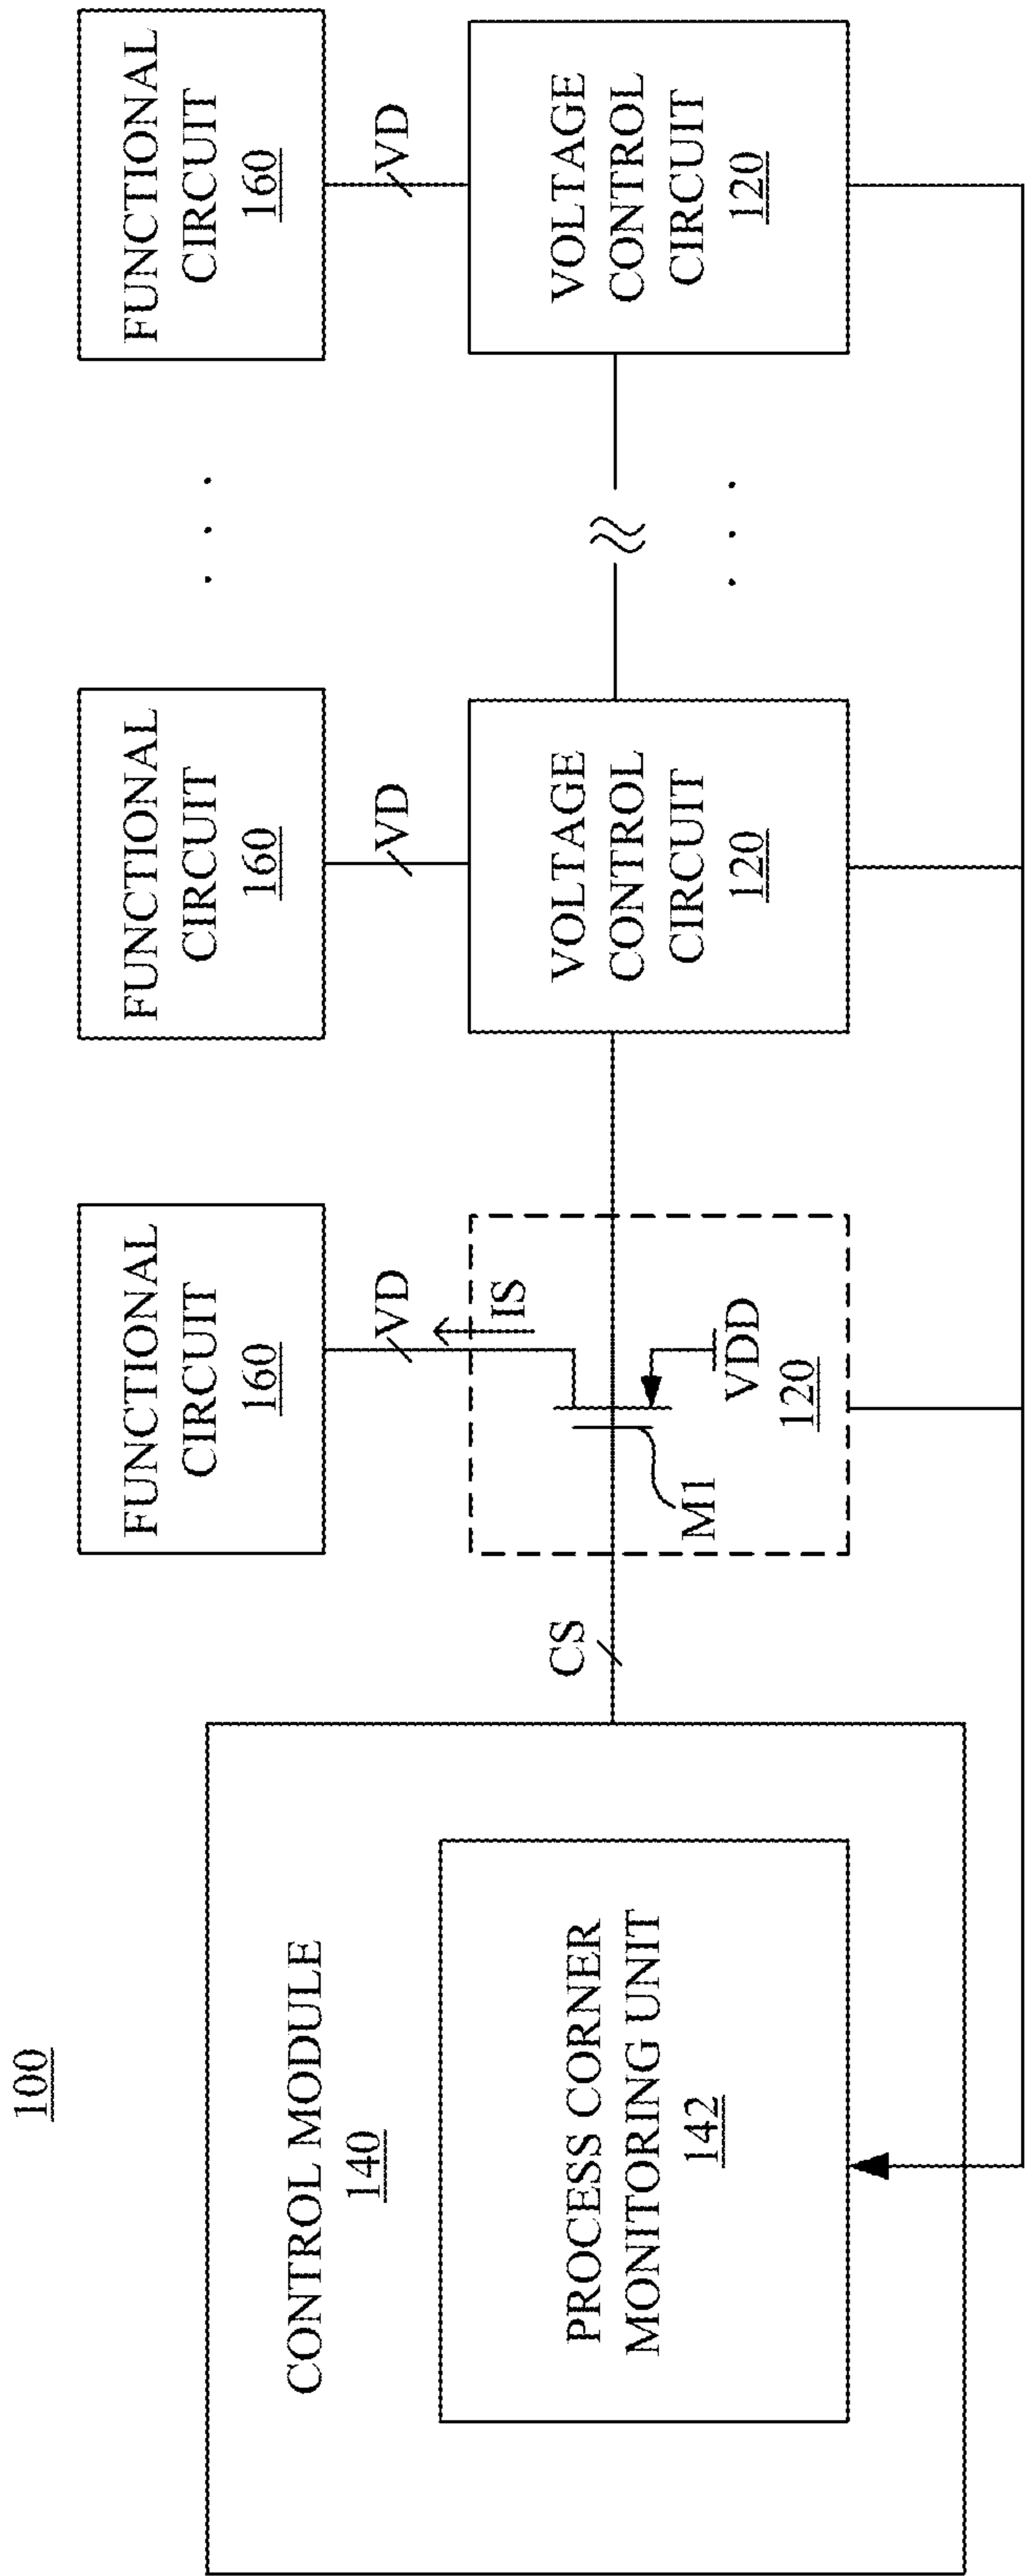 100
CONTROL MODULE
140
PROCESS CORNER
MONITORING UNIT
142
CS
FUNCTIONAL
CIRCUIT
160
VD
IS
M1
VDD
120
FUNCTIONAL
CIRCUIT
160
VD
VOLTAGE
CONTROL
CIRCUIT
120
FUNCTIONAL
CIRCUIT
160
VD
VOLTAGE
CONTROL
CIRCUIT
120